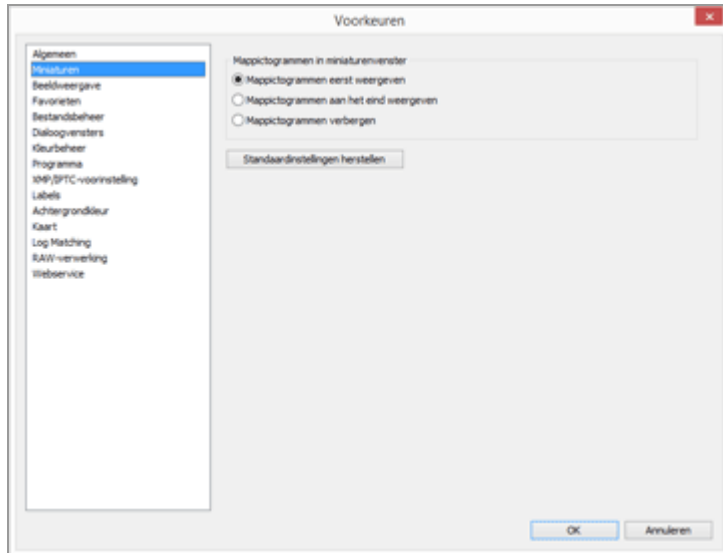 Voorkeuren
Algemeen
Miniaturen
Beeldweergave
Favorieten
Bestandsbeheer
Dialoogvensters
Kleurbeheer
Programma
XMP/IPTC-voorinstelling
Labels
Achtergrondkleur
Kaart
Log Matching
RAW-verwerking
Webservice
Mappictogrammen in miniaturenvenster
Mappictogrammen eerst weergeven
Mappictogrammen aan het eind weergeven
Mappictogrammen verbergen
Standaardinstellingen herstellen
OK
Annuleren